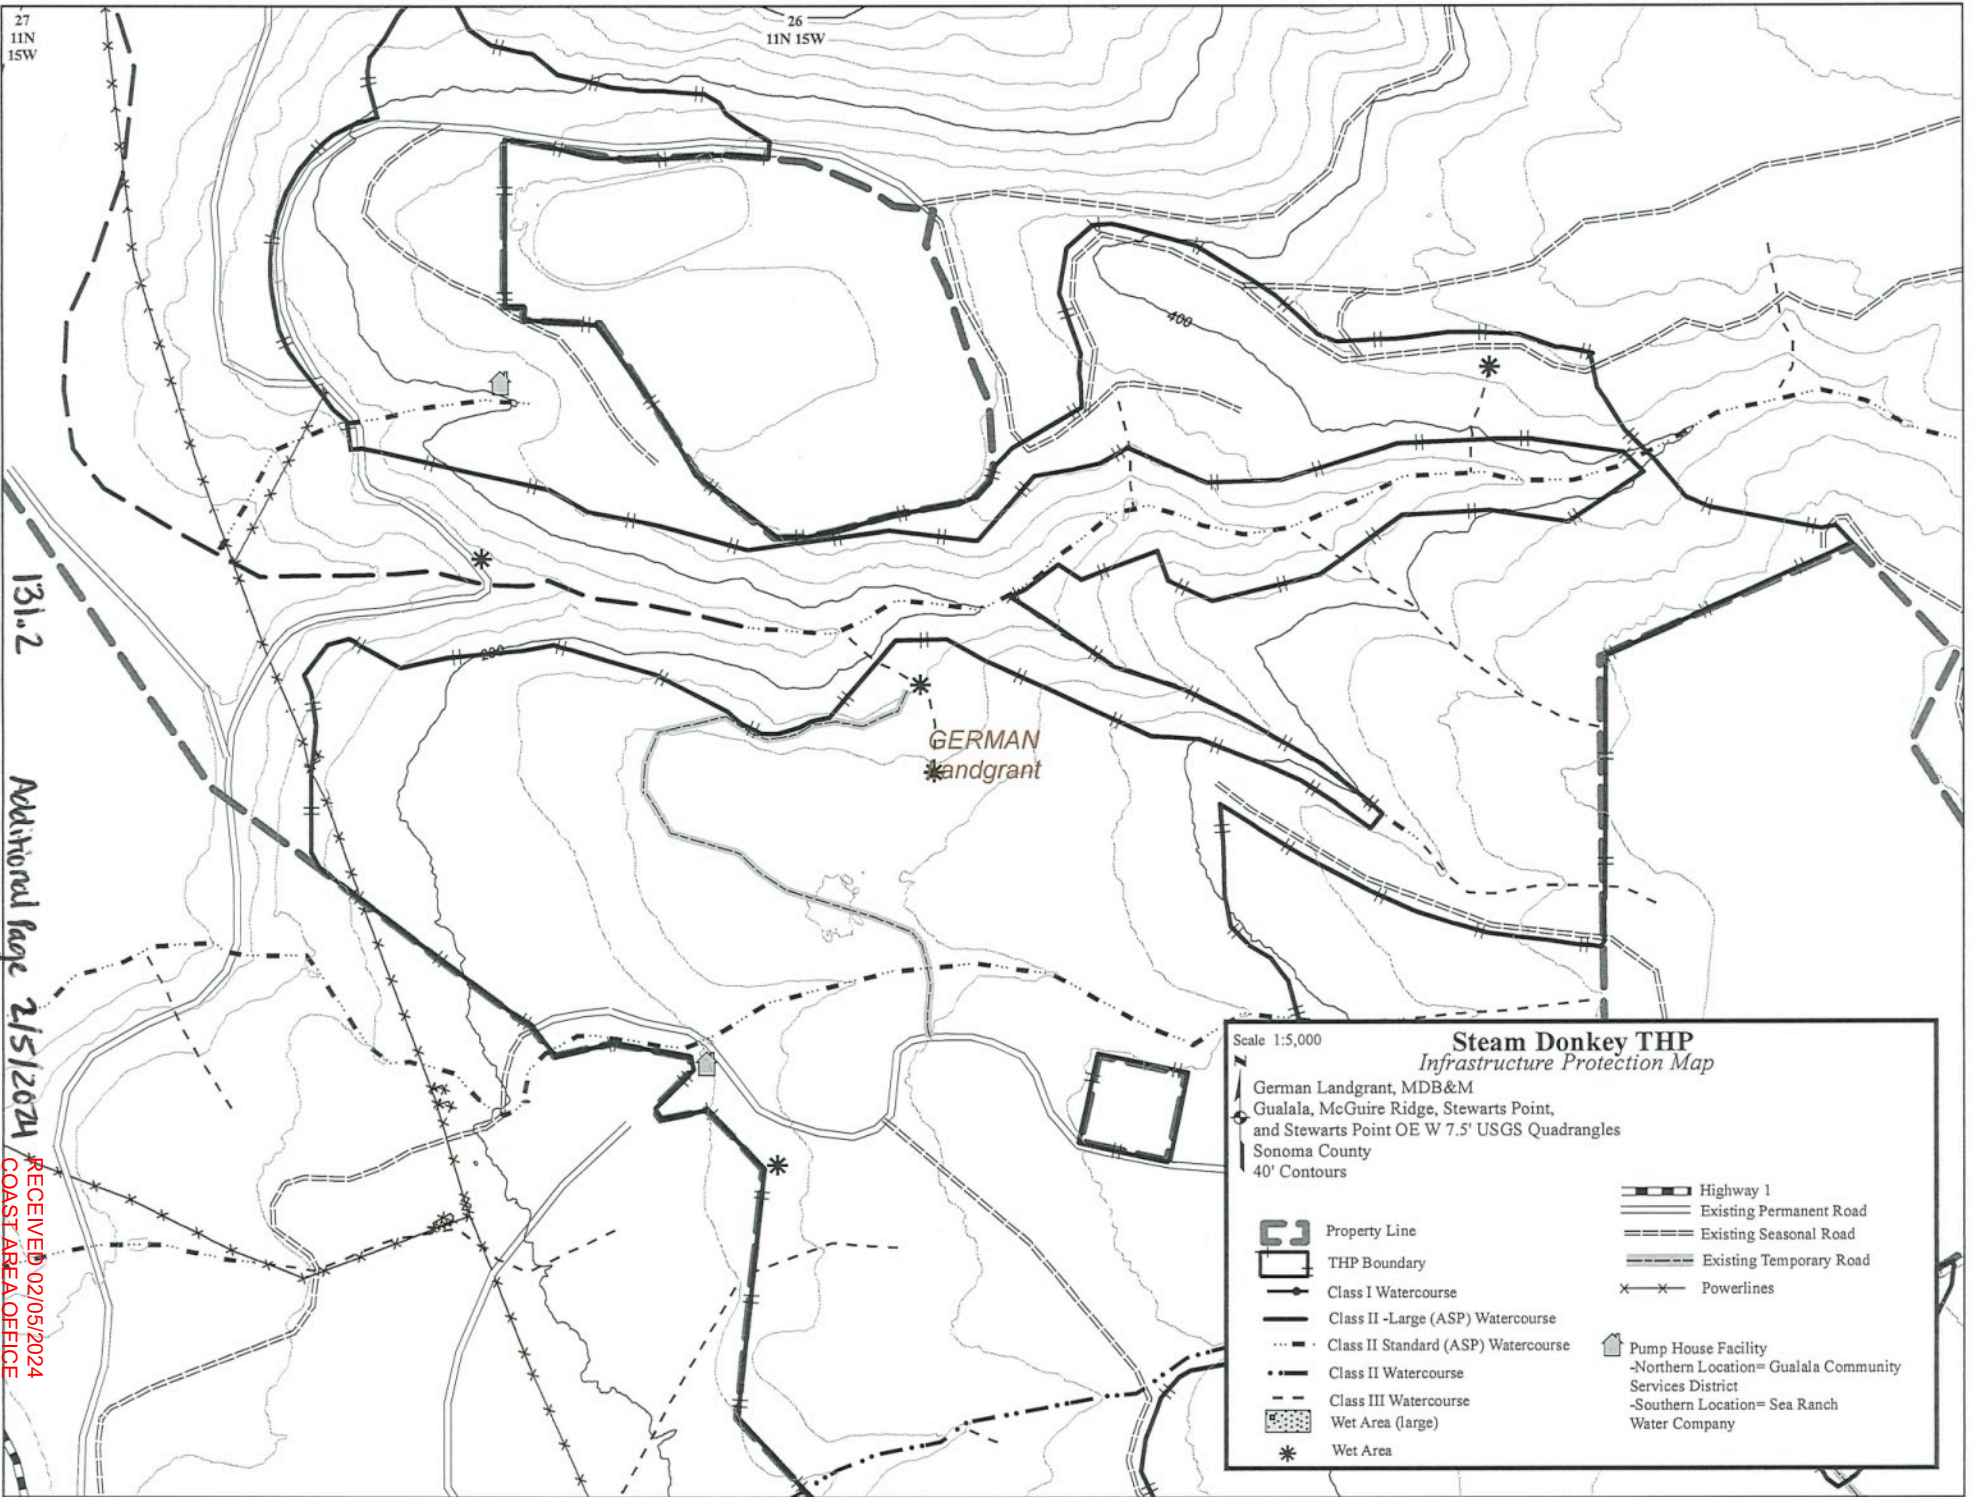 27
11N
15W
26
11N 15W
400
200
GERMAN
Landgrant
131.2
Additional Page 2/5/2024
RECEIVED 02/05/2024
COAST AREA OFFICE
Scale 1:5,000
Steam Donkey THP
Infrastructure Protection Map
N
German Landgrant, MDB&M
Gualala, McGuire Ridge, Stewarts Point,
and Stewarts Point OE W 7.5' USGS Quadrangles
Sonoma County
40' Contours
Property Line
THP Boundary
Class I Watercourse
Class II -Large (ASP) Watercourse
Class II Standard (ASP) Watercourse
Class II Watercourse
Class III Watercourse
Wet Area (large)
Wet Area
Highway 1
Existing Permanent Road
Existing Seasonal Road
Existing Temporary Road
Powerlines
Pump House Facility
-Northern Location= Gualala Community
Services District
-Southern Location= Sea Ranch
Water Company